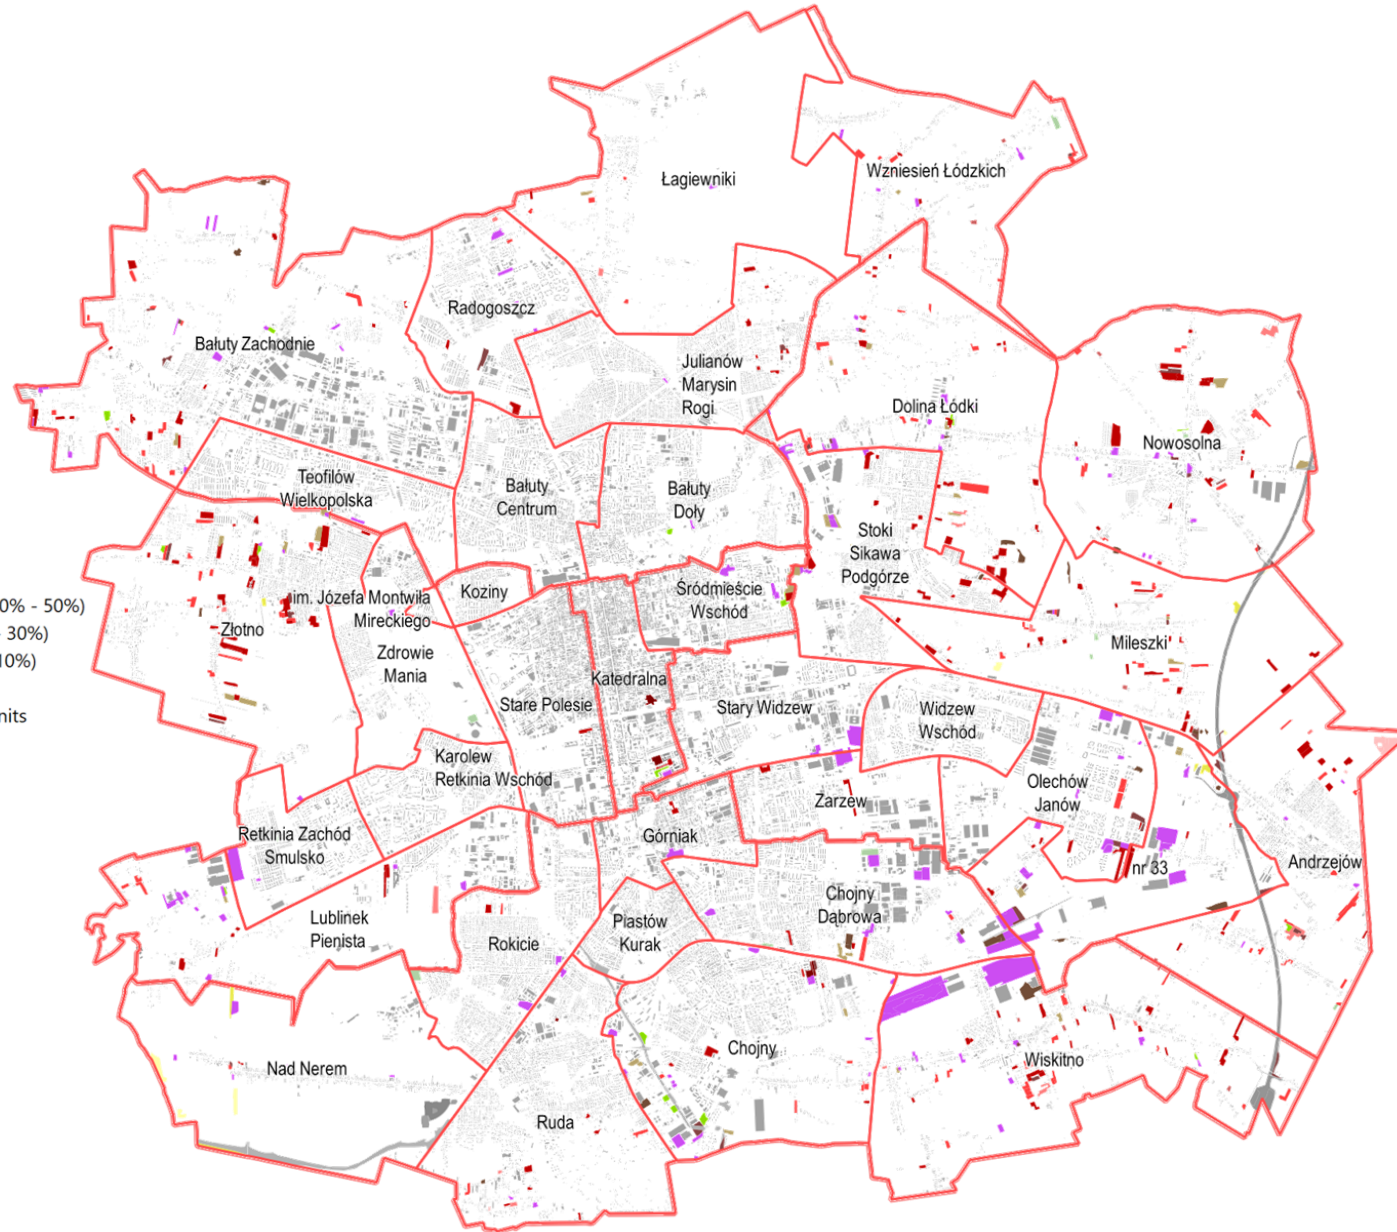 Łagiewniki
Wzniesień Łódzkich
Radogoszcz
Bałuty Zachodnie
Julianów
Marysin
Rogi
Dolina Łódki
Nowosolna
Teofilów
Wielkopolska
Bałuty
Centrum
Bałuty
Doły
Stoki
Sikawa
Podgórze
Koziny
Śródmieście
Wschód
im. Józefa Montwiła
Mireckiego
0% - 50%)
30%)
10%)
nits
Złotno
Zdrowie
Mania
Mileszki
Katedralna
Stare Polesie
Stary Widzew
Widzew
Wschód
Karolew
Retkinia Wschód
Olechów
Janów
Zarzew
Retkinia Zachód
Smulsko
Górniak
nr 33
Andrzejów
Chojny
Dąbrowa
Lublinek
Pienista
Rokicie
Piastów
Kurak
Chojny
Wiskitno
Nad Nerem
Ruda